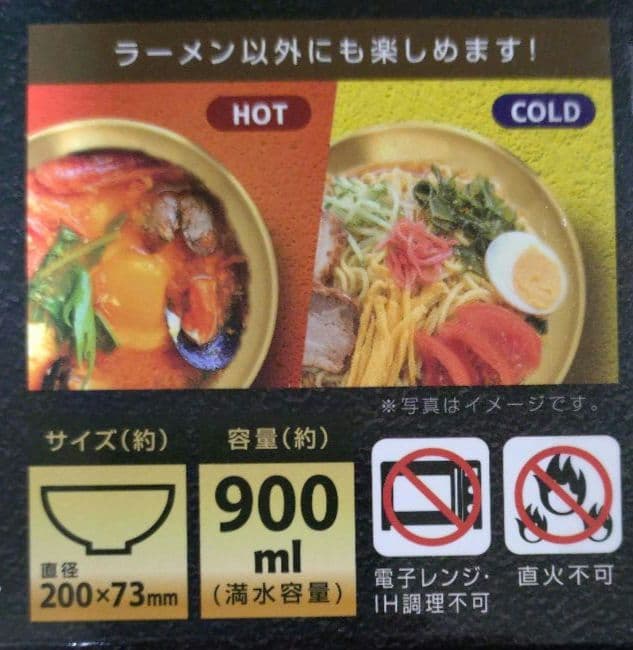 ラーメン以外にも楽しめます!
HOT
COLD
※写真はイメージです。
サイズ(約)
直径
200×73mm
容量(約)
900
ml
(満水容量)
電子レンジ・
IH調理不可
直火不可